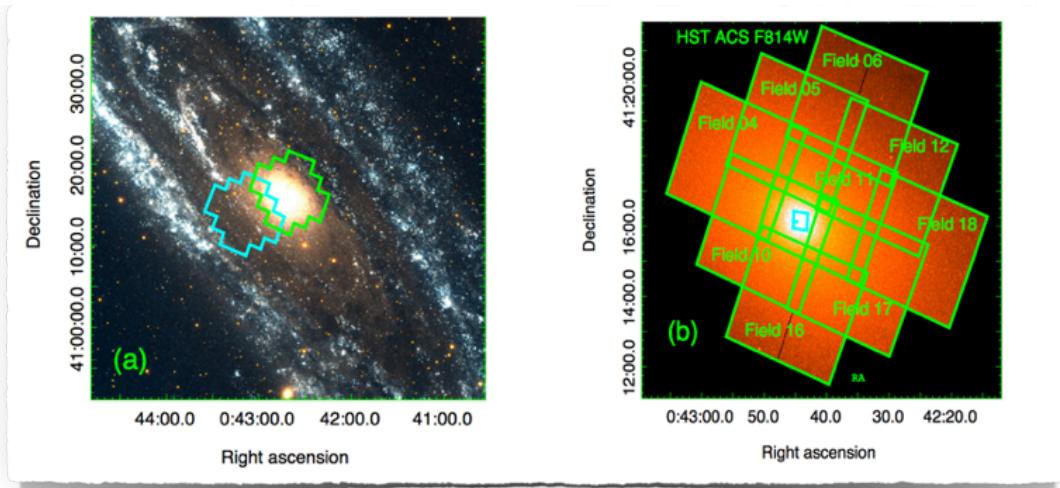 30:00.0
20:00.0
Declination
10:00.0
41:00:00.0
(a)
44:00.0 0:43:00.0 42:00.0 41:00.0
Right ascension
HST ACS F814W
Field 06
Field 05
Field 04
Field 12
Field 11
Field 18
Field 10
Field 17
Field 16
(b)
RA
41:20:00.0
Declination
16:00.0
14:00.0
12:00.0
0:43:00.0 50.0 40.0 30.0 42:20.0
Right ascension